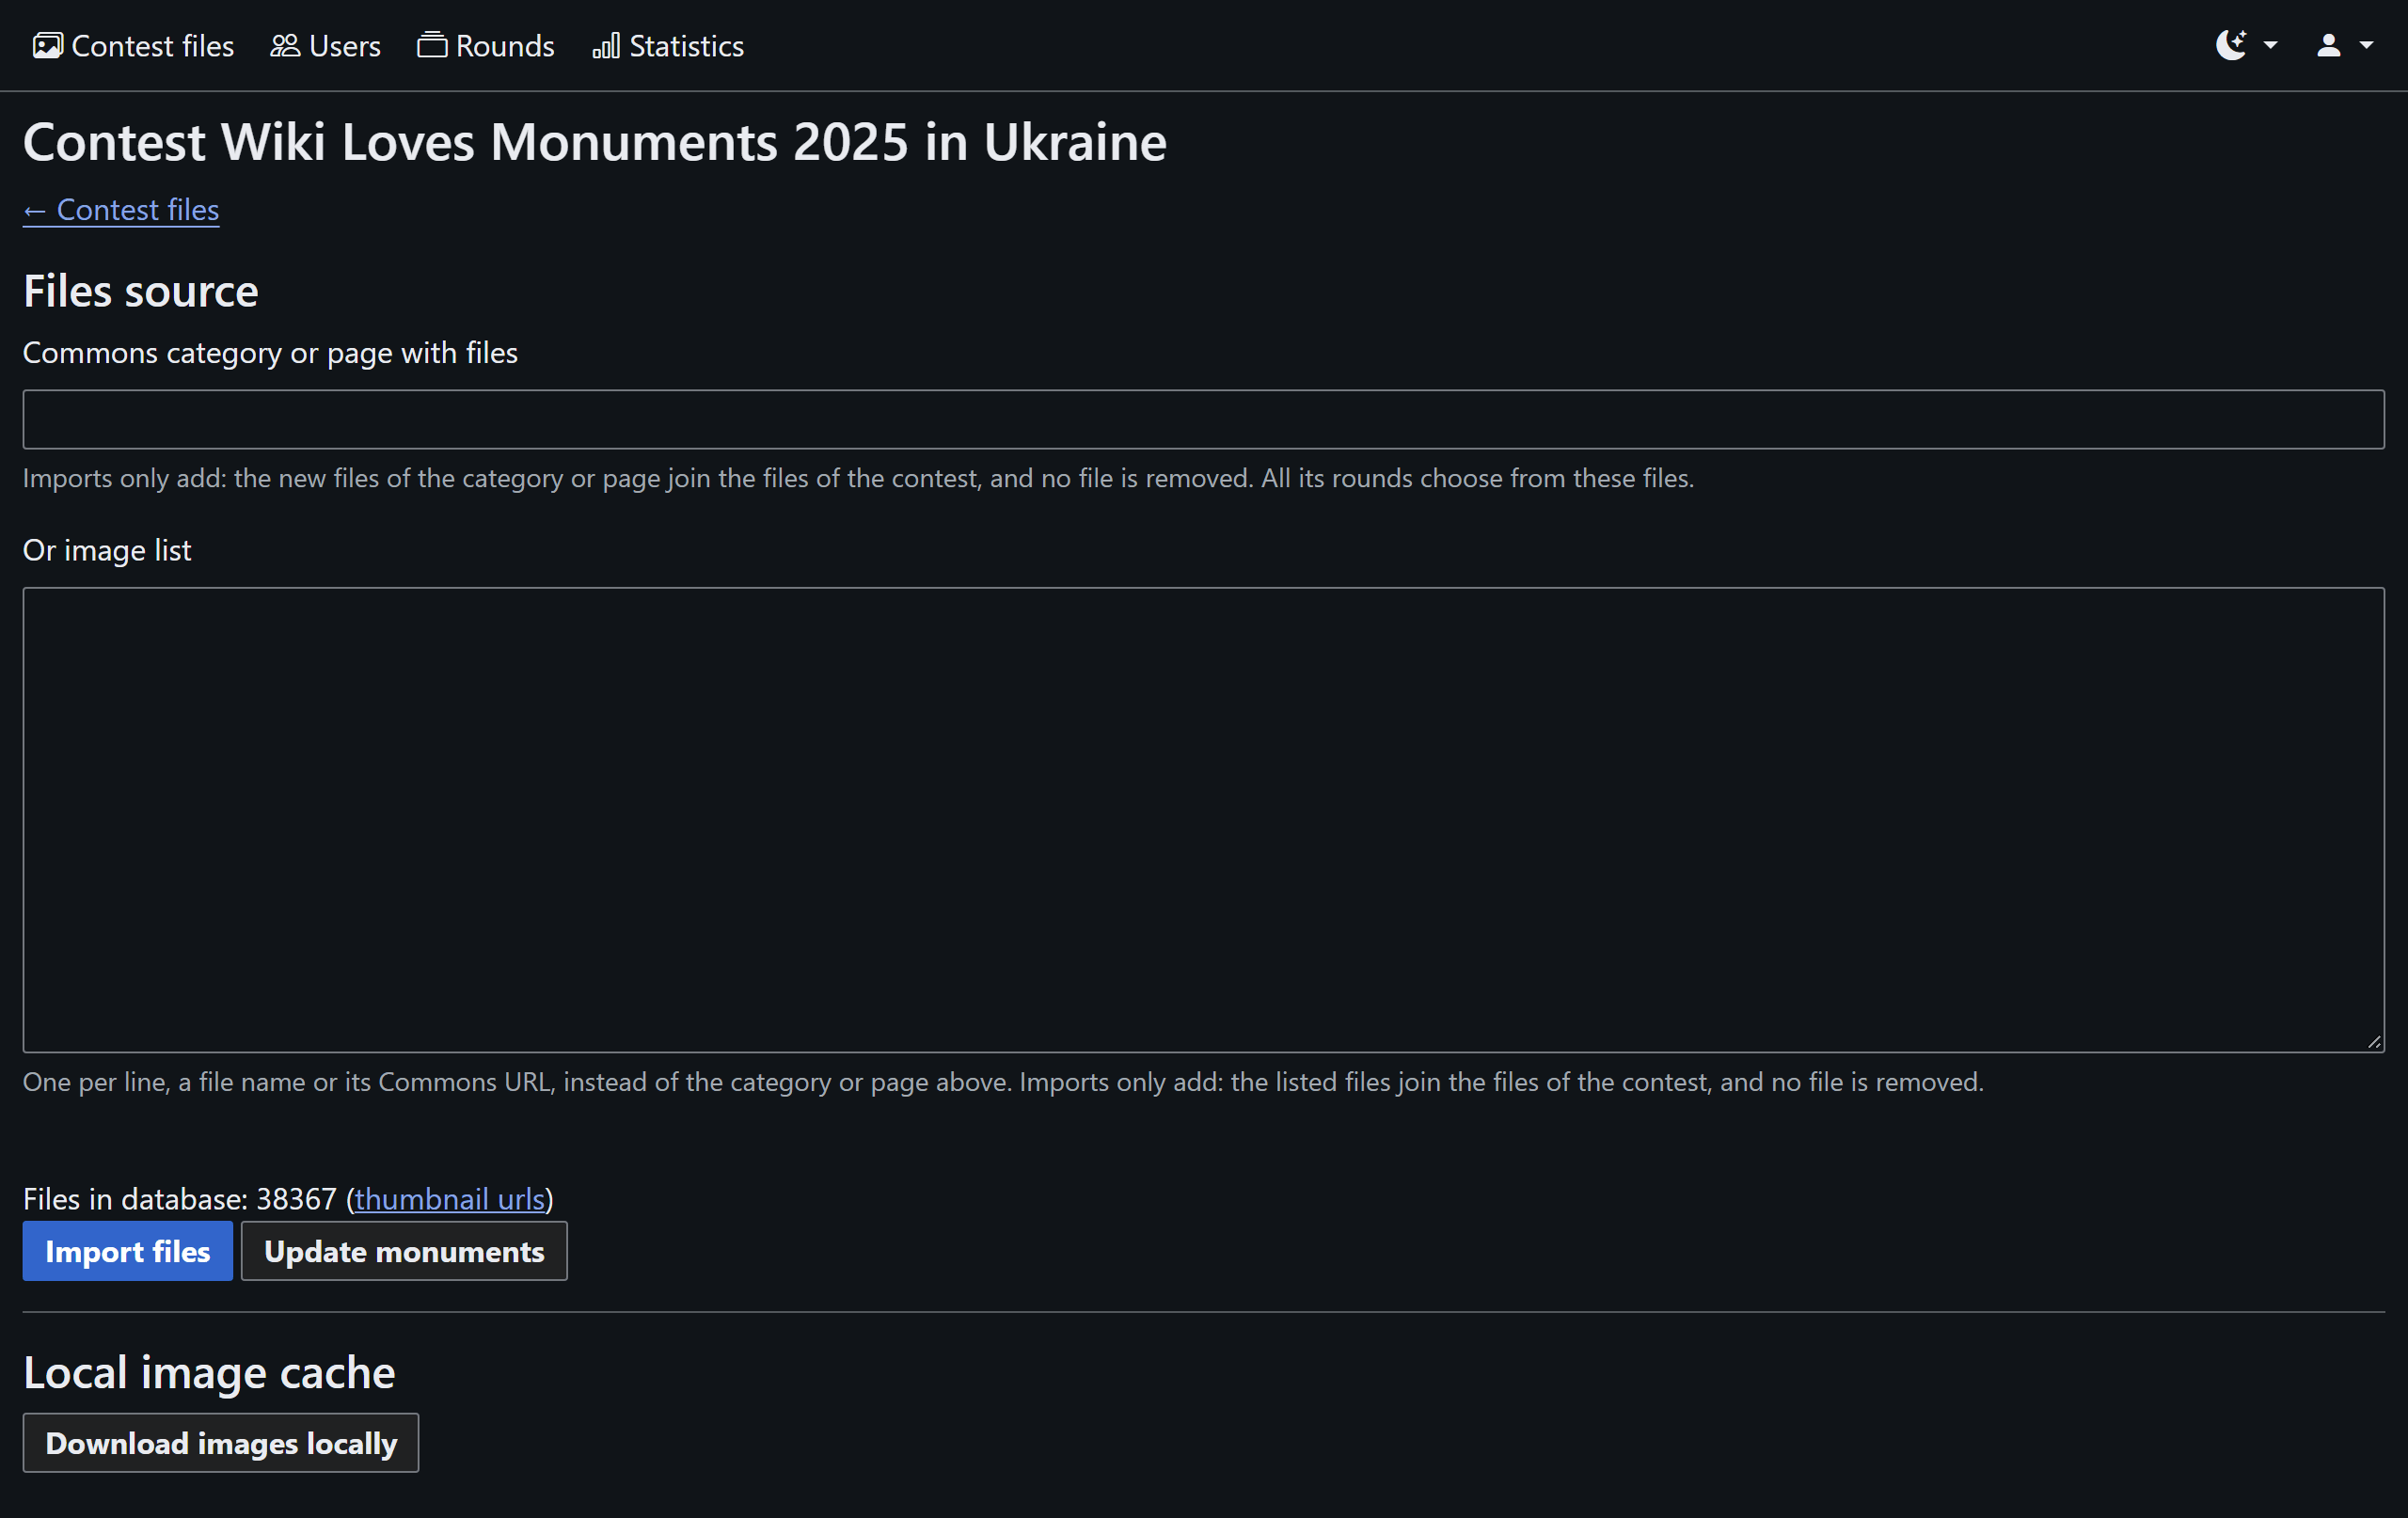 Contest files Users Rounds Statistics
Contest Wiki Loves Monuments 2025 in Ukraine
← Contest files
Files source
Commons category or page with files
Imports only add: the new files of the category or page join the files of the contest, and no file is removed. All its rounds choose from these files.
Or image list
One per line, a file name or its Commons URL, instead of the category or page above. Imports only add: the listed files join the files of the contest, and no file is removed.
Files in database: 38367 (thumbnail urls)
Import files Update monuments
Local image cache
Download images locally